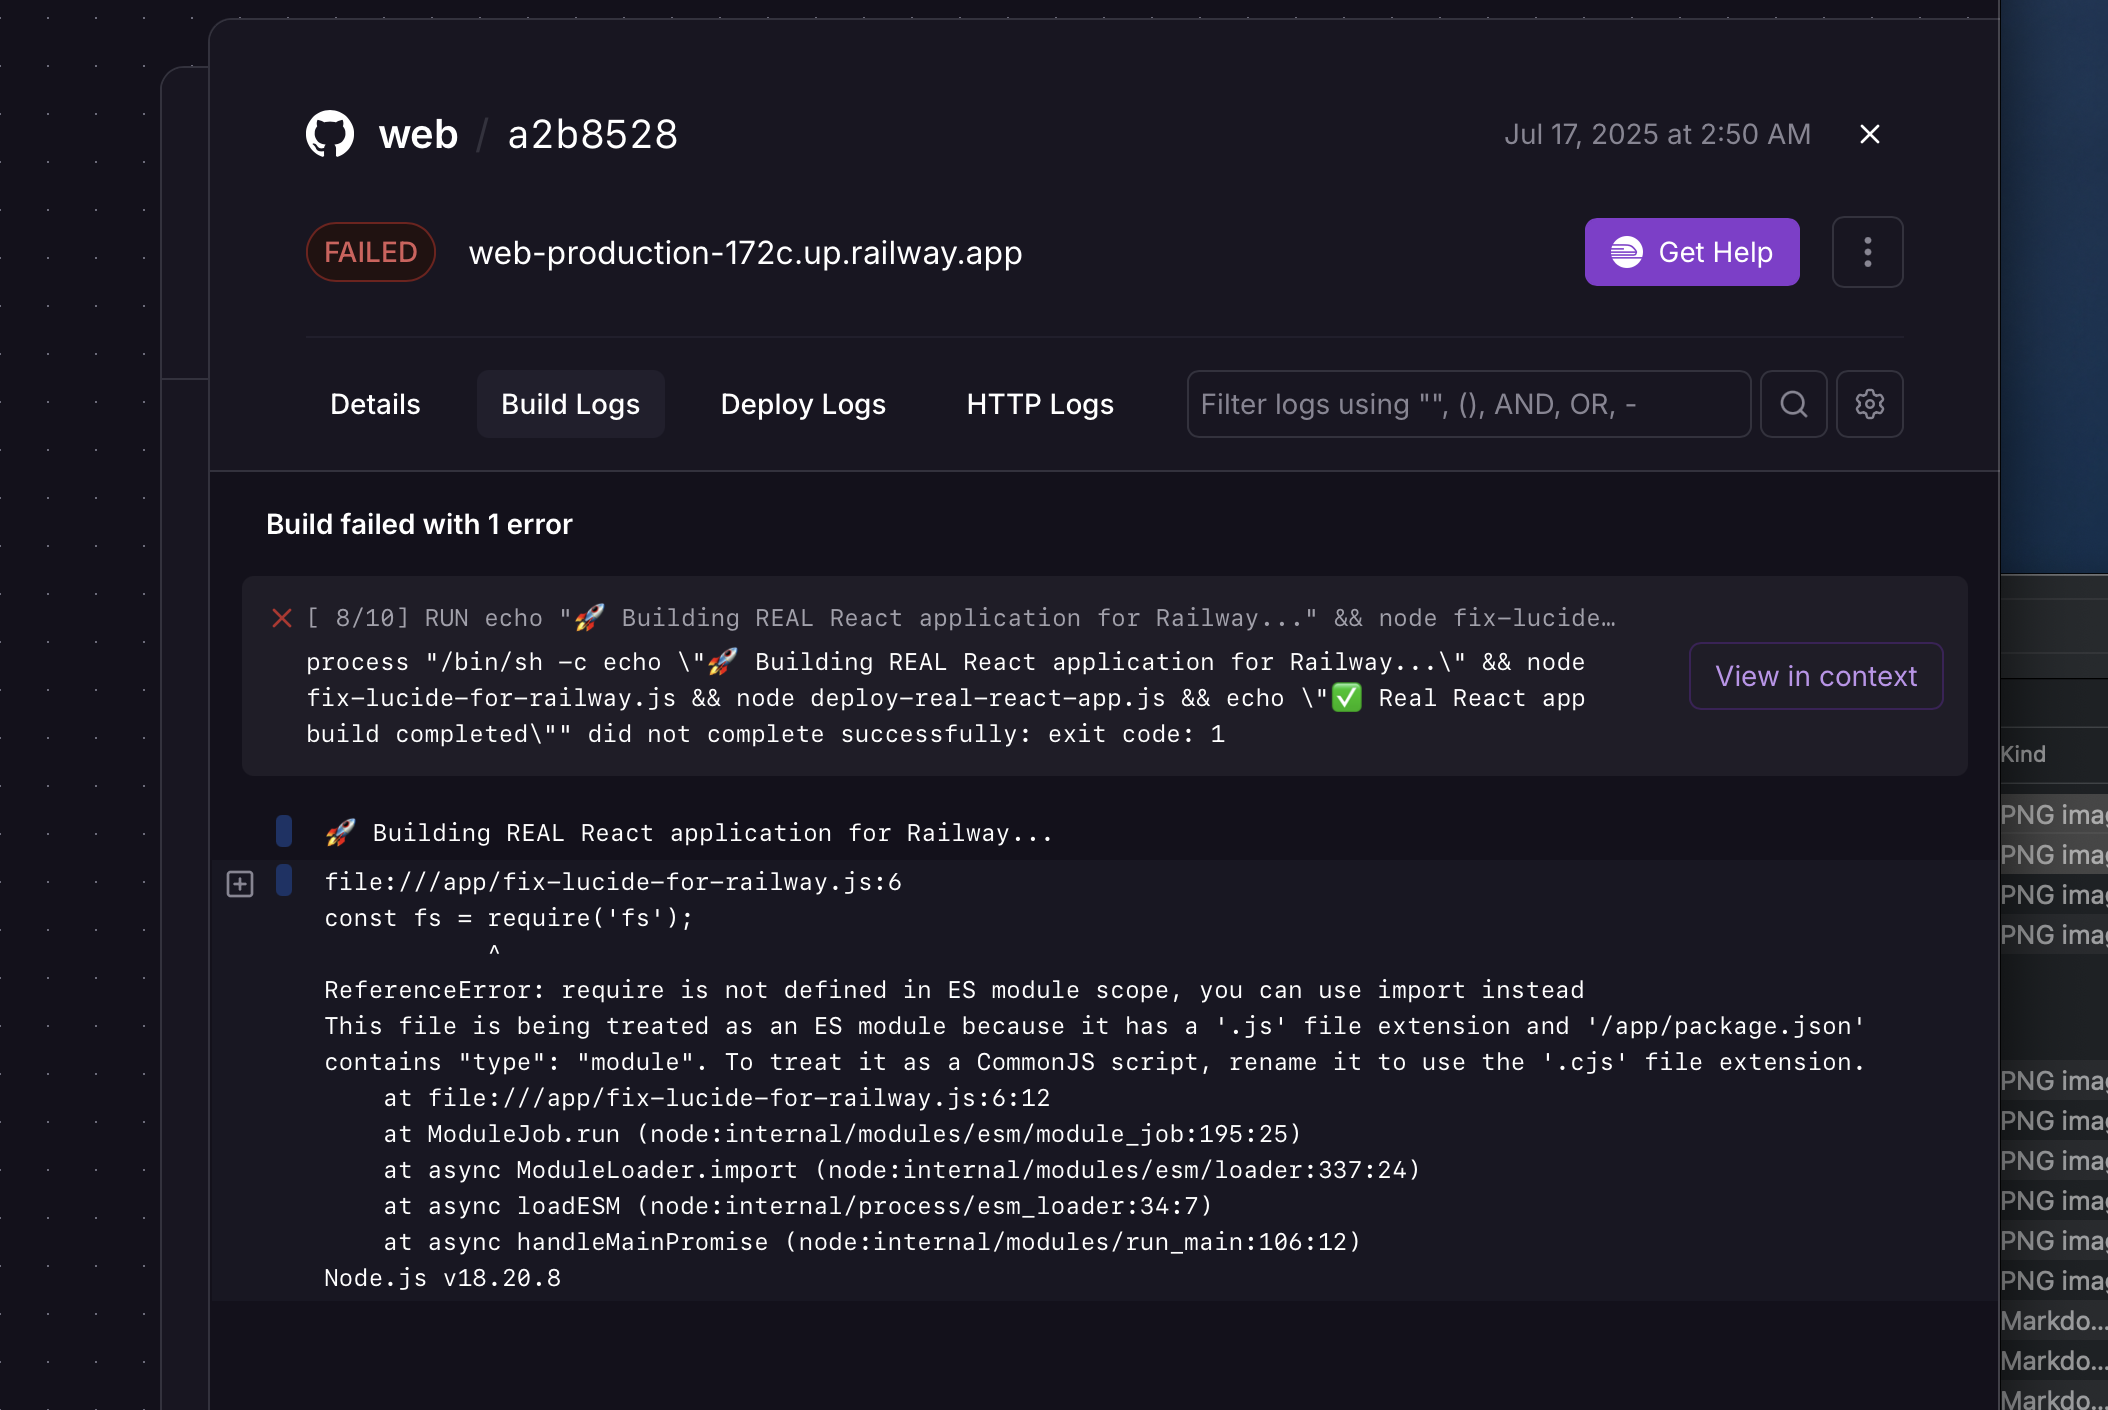 web / a2b8528
Jul 17, 2025 at 2:50 AM
FAILED
web-production-172c.up.railway.app
Get Help
Details
Build Logs
Deploy Logs
HTTP Logs
Filter logs using "", (), AND, OR, -
Build failed with 1 error
[ 8/10] RUN echo "🚀 Building REAL React application for Railway..." && node fix-lucide…
process "/bin/sh -c echo \"🚀 Building REAL React application for Railway...\" && node
fix-lucide-for-railway.js && node deploy-real-react-app.js && echo \"✅ Real React app
build completed\"" did not complete successfully: exit code: 1
View in context
🚀 Building REAL React application for Railway...
file:///app/fix-lucide-for-railway.js:6
const fs = require('fs');
^
ReferenceError: require is not defined in ES module scope, you can use import instead
This file is being treated as an ES module because it has a '.js' file extension and '/app/package.json'
contains "type": "module". To treat it as a CommonJS script, rename it to use the '.cjs' file extension.
at file:///app/fix-lucide-for-railway.js:6:12
at ModuleJob.run (node:internal/modules/esm/module_job:195:25)
at async ModuleLoader.import (node:internal/modules/esm/loader:337:24)
at async loadESM (node:internal/process/esm_loader:34:7)
at async handleMainPromise (node:internal/modules/run_main:106:12)
Node.js v18.20.8
Kind
PNG imag
PNG imag
PNG imag
PNG imag
PNG imag
PNG imag
PNG imag
PNG imag
PNG imag
PNG imag
Markdo...
Markdo...
Markdo...